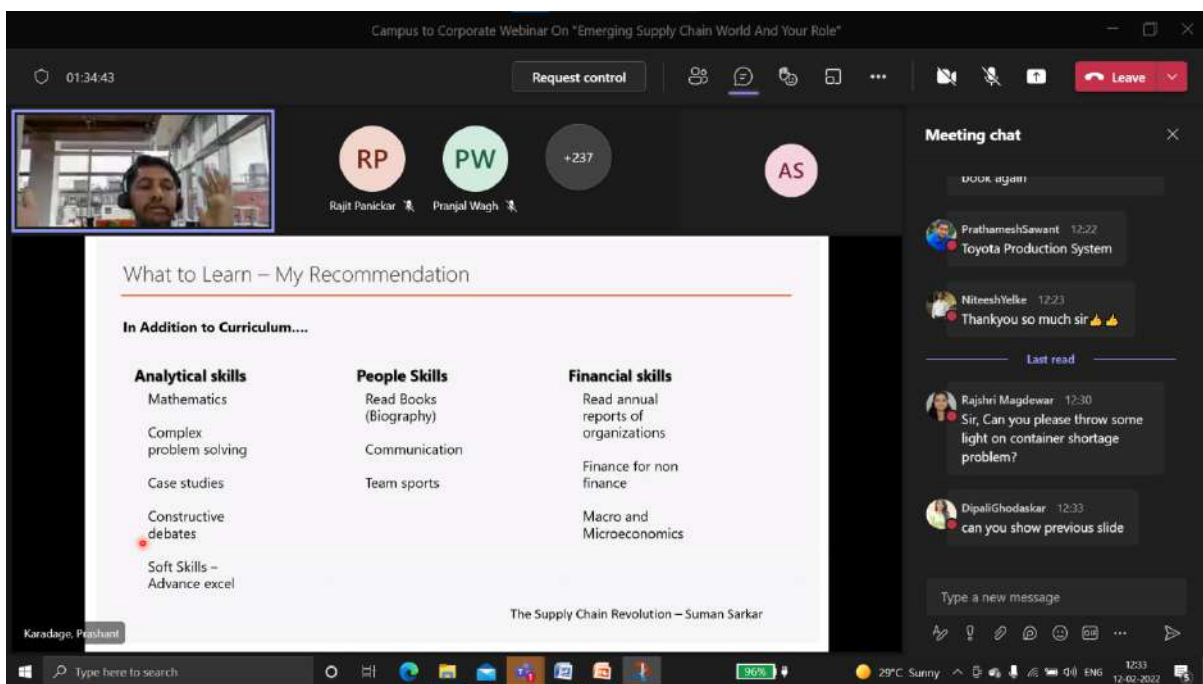 Campus to Corporate Webinar On "Emerging Supply Chain World And Your Role"
01:34:43
Request control
Leave
RP
PW
+237
AS
Rajit Panickar
Pranjal Wagh
What to Learn – My Recommendation
In Addition to Curriculum....
Analytical skills
Mathematics
Complex
problem solving
Case studies
Constructive
debates
Soft Skills –
Advance excel
People Skills
Read Books
(Biography)
Communication
Team sports
Financial skills
Read annual
reports of
organizations
Finance for non
finance
Macro and
Microeconomics
The Supply Chain Revolution – Suman Sarkar
Karadage, Prashant
Meeting chat
book again
PrathameshSawant 12:22
Toyota Production System
NiteeshYelke 12:23
Thankyou so much sir👍👍
Last read
Rajshri Magdewar 12:30
Sir, Can you please throw some
light on container shortage
problem?
DipaliGhodaskar 12:33
can you show previous slide
Type a new message
GIF
Type here to search
96%
29°C Sunny
ENG
12:33
12-02-2022
5